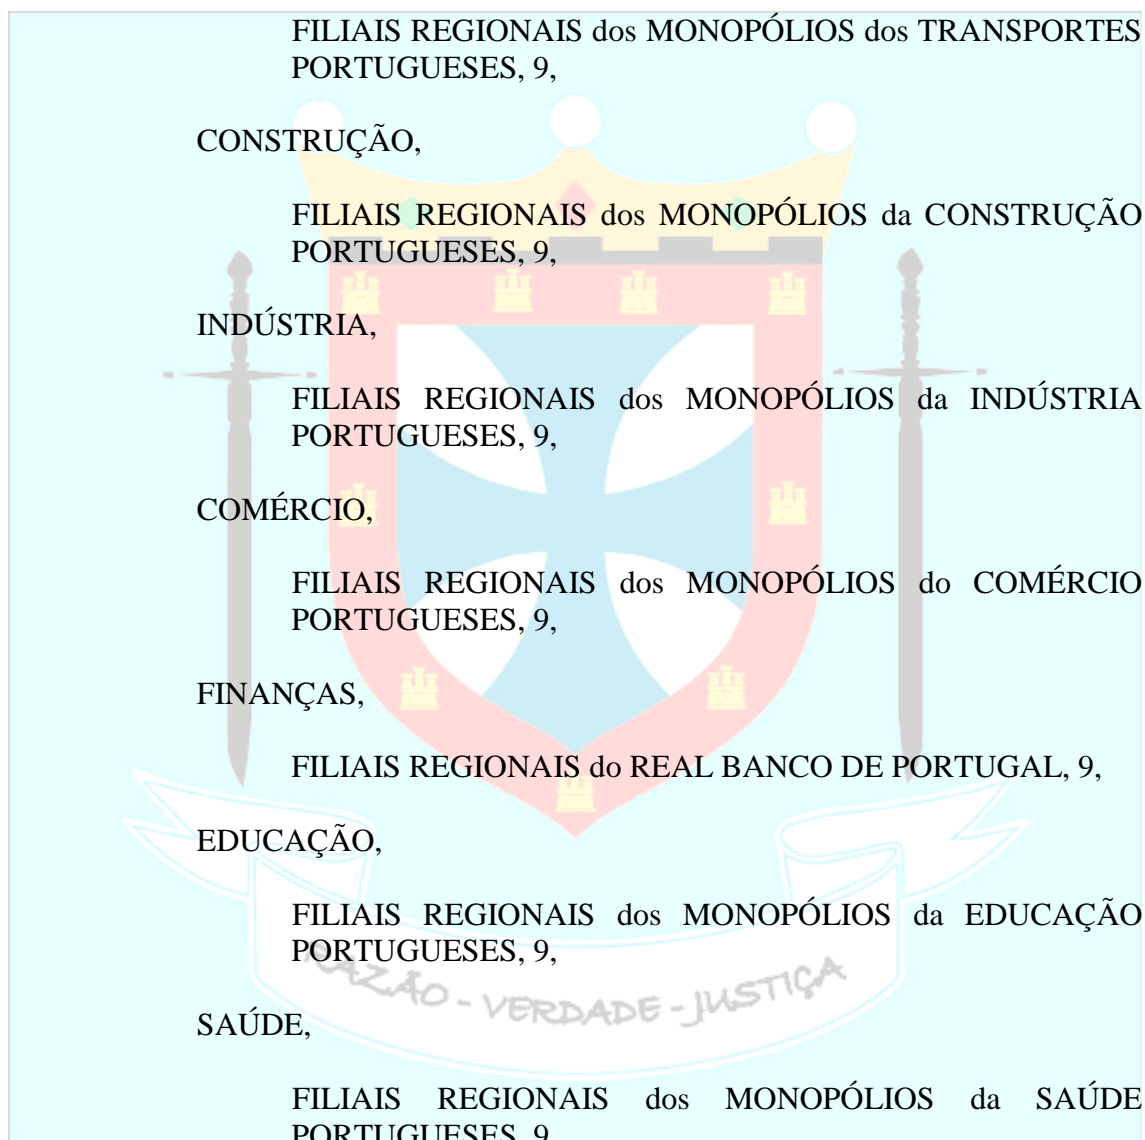 FILIAIS REGIONAIS dos MONOPÓLIOS dos TRANSPORTES
PORTUGUESES, 9,
CONSTRUÇÃO,
FILIAIS REGIONAIS dos MONOPÓLIOS da CONSTRUÇÃO
PORTUGUESES, 9,
INDÚSTRIA,
FILIAIS REGIONAIS dos MONOPÓLIOS da INDÚSTRIA
PORTUGUESES, 9,
COMÉRCIO,
FILIAIS REGIONAIS dos MONOPÓLIOS do COMÉRCIO
PORTUGUESES, 9,
FINANÇAS,
FILIAIS REGIONAIS do REAL BANCO DE PORTUGAL, 9,
EDUCAÇÃO,
FILIAIS REGIONAIS dos MONOPÓLIOS da EDUCAÇÃO
PORTUGUESES, 9,
RAZÃO - VERDADE - JUSTIÇA
SAÚDE,
FILIAIS REGIONAIS dos MONOPÓLIOS da SAÚDE
PORTUGUESES, 9